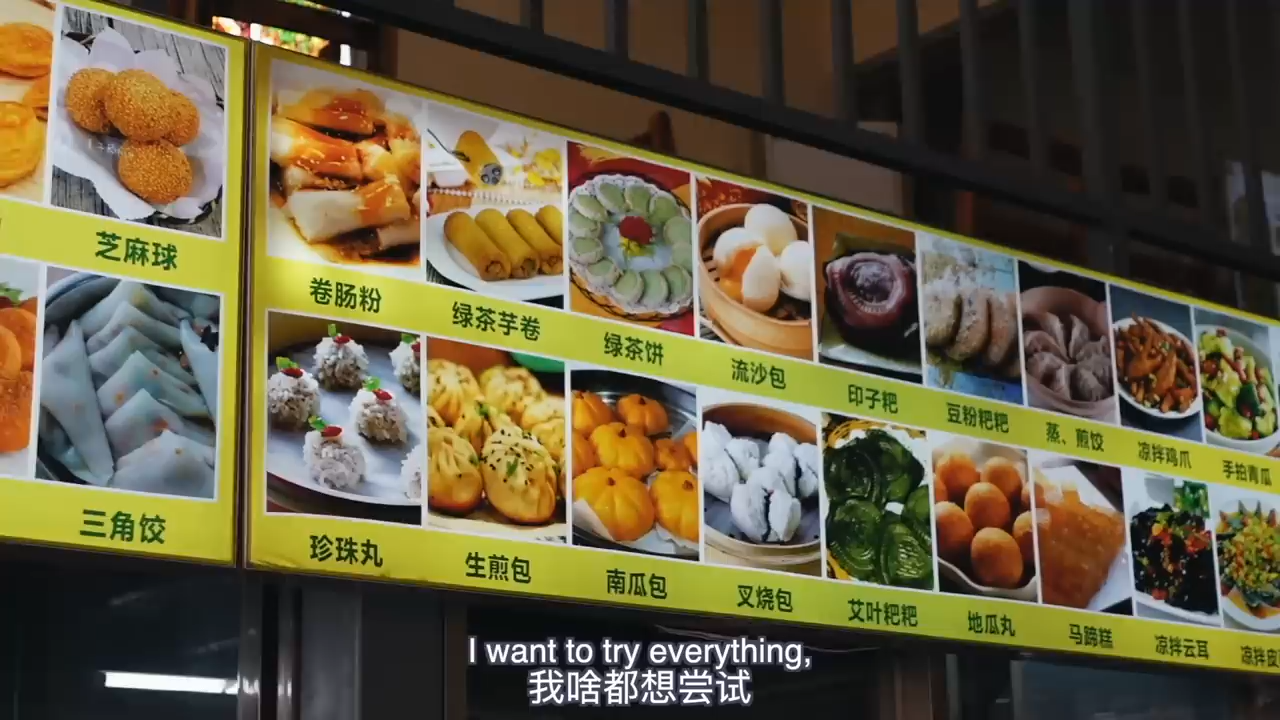 芝麻球
三角饺
卷肠粉
绿茶芋卷
绿茶饼
流沙包
印子粑
豆粉粑粑
蒸、煎饺
凉拌鸡爪
手拍青瓜
珍珠丸
生煎包
南瓜包
叉烧包
艾叶粑粑
地瓜丸
马蹄糕
凉拌云耳
凉拌皮
I want to try everything,
我啥都想尝试